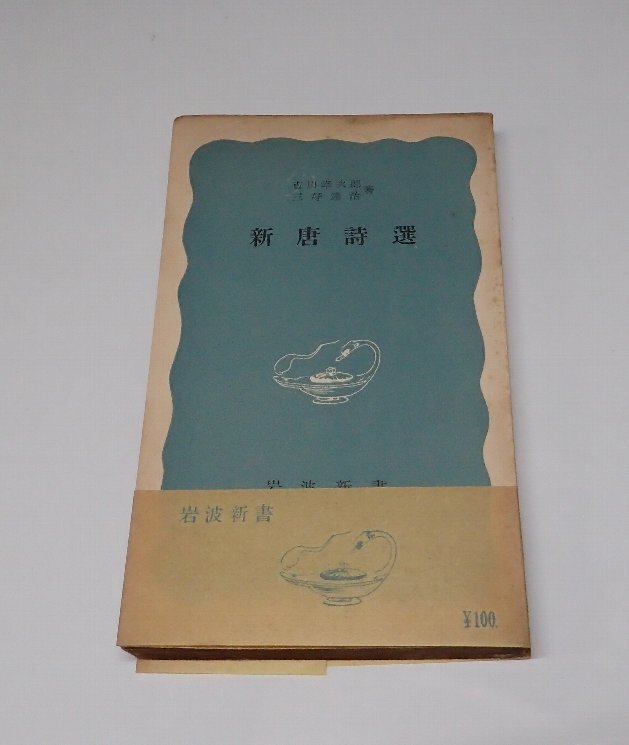 吉川幸次郎
三好達治 著
新唐詩選
岩波新書
岩波新書
¥100.